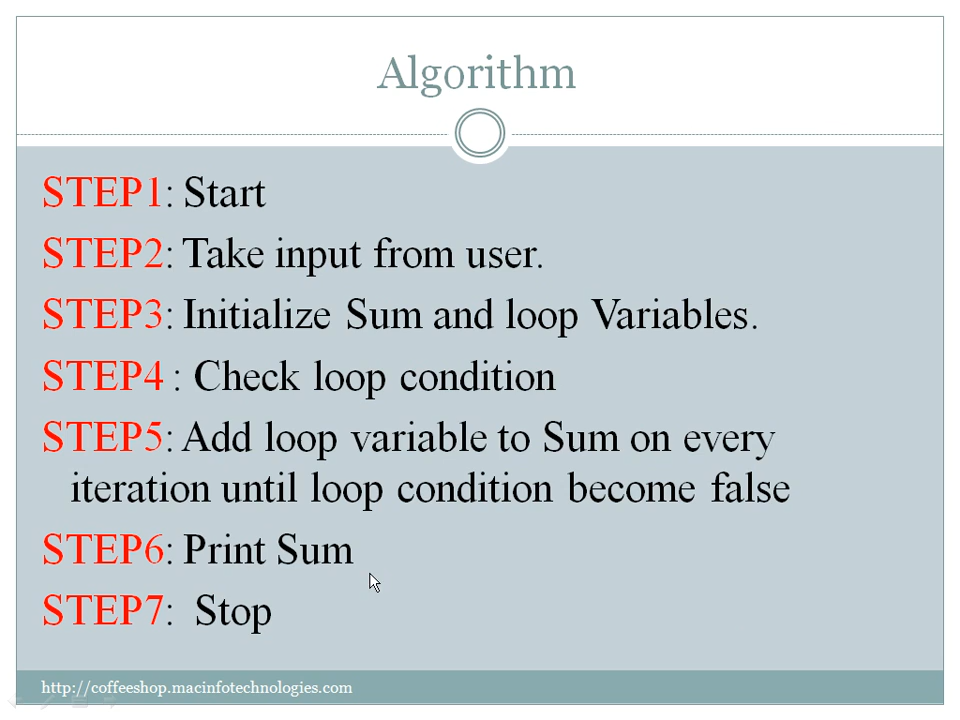 Algorithm
STEP1: Start
STEP2: Take input from user.
STEP3: Initialize Sum and loop Variables.
STEP4 : Check loop condition
STEP5: Add loop variable to Sum on every
iteration until loop condition become false
STEP6: Print Sum
STEP7:  Stop
http://coffeeshop.macinfotechnologies.com